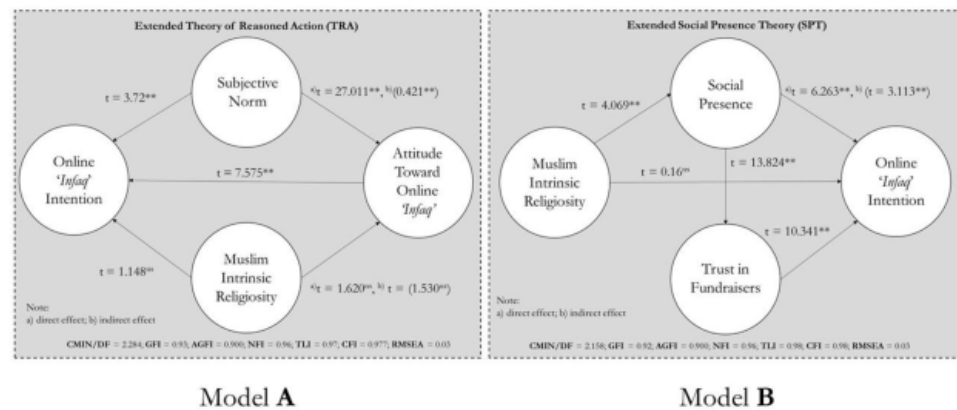 Extended Theory of Reasoned Action (TRA)
Subjective
Norm
t = 3.72**
a)t = 27.011**, b)(0.421**)
Online
'Infaq'
Intention
t = 7.575**
Attitude
Toward
Online
'Infaq'
Muslim
Intrinsic
Religiosity
t = 1.148ns
a)t = 1.620ns, b) t = (1.530ns)
Note:
a) direct effect; b) indirect effect
CMIN/DF = 2.284; GFI = 0.93; AGFI = 0.900; NFI = 0.96; TLI = 0.97; CFI = 0.977; RMSEA = 0.03
Model A
Extended Social Presence Theory (SPT)
Social
Presence
t = 4.069**
a)t = 6.263**, b) (t = 3.113**)
Muslim
Intrinsic
Religiosity
t = 13.824**
t = 0.16ns
Online
'Infaq'
Intention
t = 10.341**
Trust in
Fundraisers
Note:
a) direct effect; b) indirect effect
CMIN/DF = 2.158; GFI = 0.92; AGFI = 0.900; NFI = 0.96; TLI = 0.98; CFI = 0.98; RMSEA = 0.03
Model B